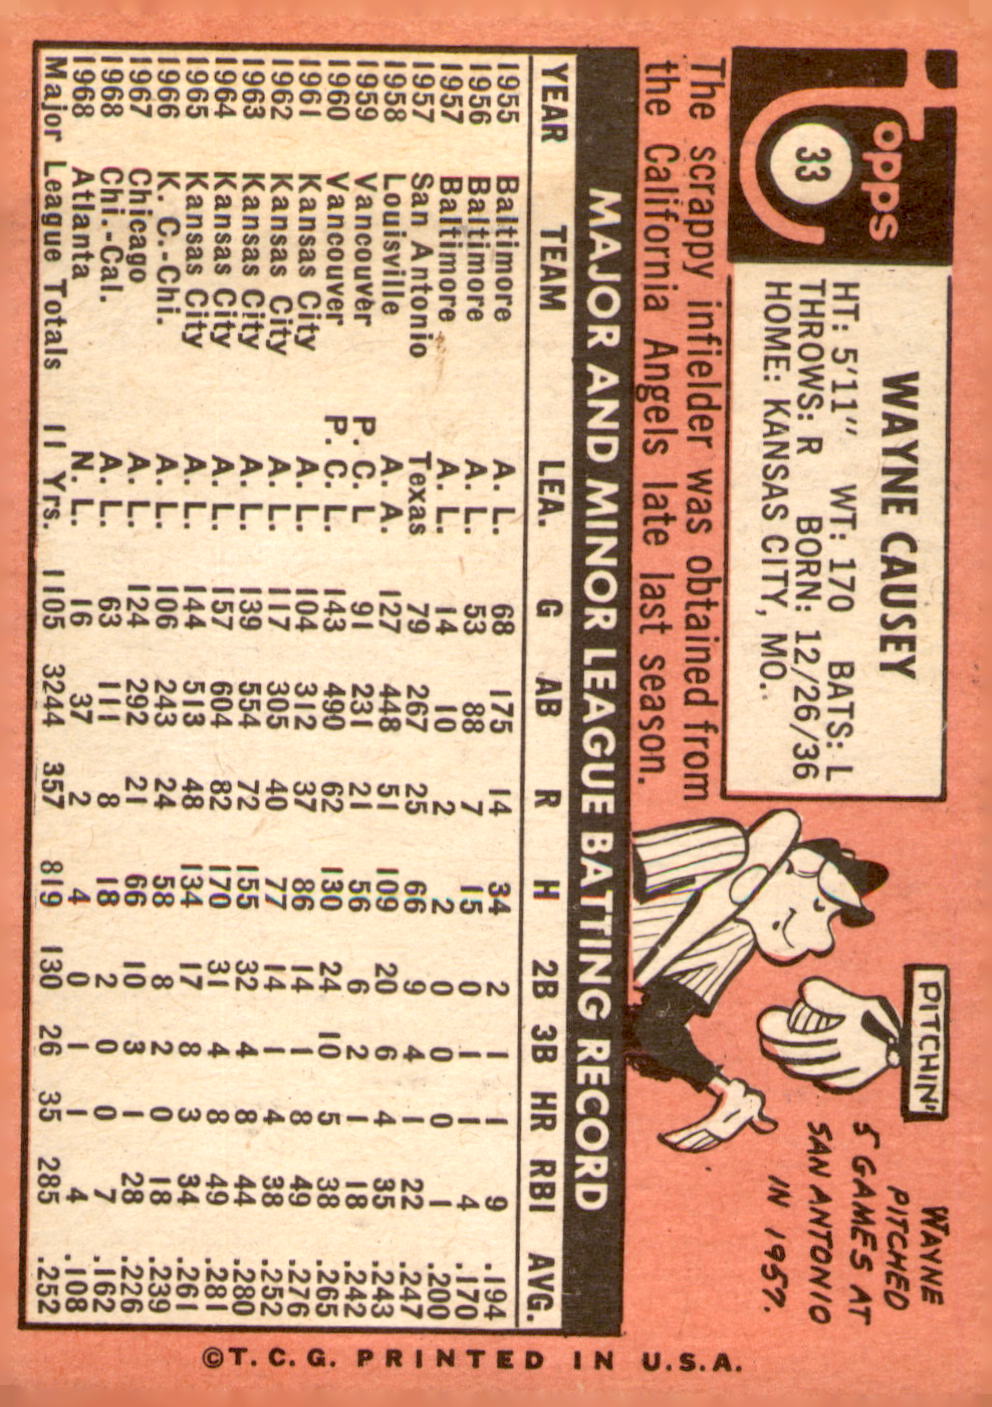 Topps
33
WAYNE CAUSEY
HT: 5'11" WT: 170 BATS: L
THROWS: R BORN: 12/26/36
HOME: KANSAS CITY, MO.
The scrappy infielder was obtained from
the California Angels late last season.
PITCHIN'
WAYNE
PITCHED
5 GAMES AT
SAN ANTONIO
IN 1957.
MAJOR AND MINOR LEAGUE BATTING RECORD
YEAR TEAM LEA. G AB R H 2B 3B HR RBI AVG.
1955 Baltimore A. L. 68 175 14 34 2 1 1 9 .194
1956 Baltimore A. L. 53 88 7 15 0 1 1 4 .170
1957 Baltimore A. L. 14 10 2 2 0 0 0 1 .200
1957 San Antonio Texas 79 267 25 66 9 4 1 22 .247
1958 Louisville A. A. 127 448 51 109 20 6 4 35 .243
1959 Vancouver P. C. L 91 231 21 56 6 2 1 18 .242
1960 Vancouver P. C. L. 143 490 62 130 24 10 5 38 .265
1961 Kansas City A. L. 104 312 37 86 14 1 8 49 .276
1962 Kansas City A. L. 117 305 40 77 14 1 4 38 .252
1963 Kansas City A. L. 139 554 72 155 32 4 8 44 .280
1964 Kansas City A. L. 157 604 82 170 31 4 8 49 .281
1965 Kansas City A. L. 144 513 48 134 17 8 3 34 .261
1966 K. C.-Chi. A. L. 106 243 24 58 8 2 0 18 .239
1967 Chicago A. L. 124 292 21 66 10 3 1 28 .226
1968 Chi.-Cal. A. L. 63 111 8 18 2 0 0 7 .162
1968 Atlanta N. L. 16 37 2 4 0 1 1 4 .108
Major League Totals 11 Yrs. 1105 3244 357 819 130 26 35 285 .252
©T.C.G. PRINTED IN U.S.A.